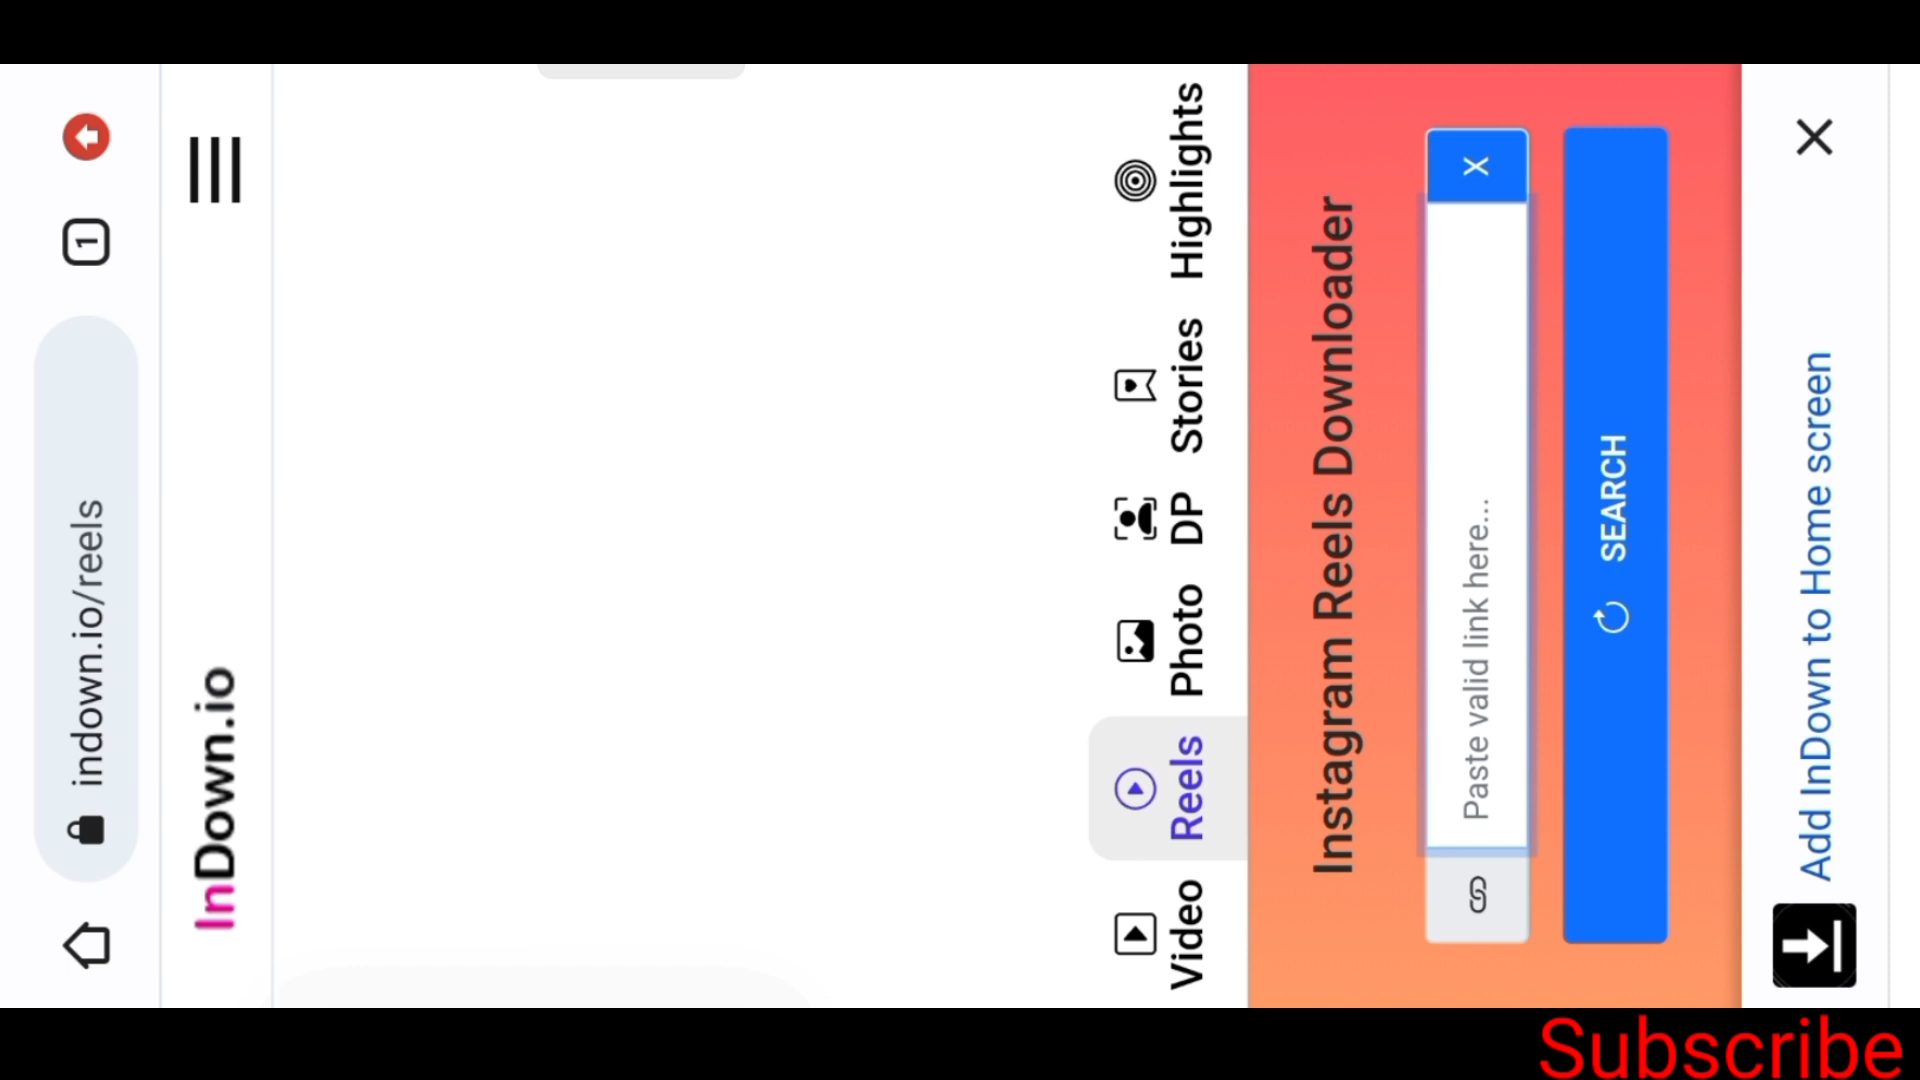 indown.io/reels
1
InDown.io
Video
Reels
Photo
DP
Stories
Highlights
Instagram Reels Downloader
Paste valid link here...
X
SEARCH
Add InDown to Home screen
Subscribe